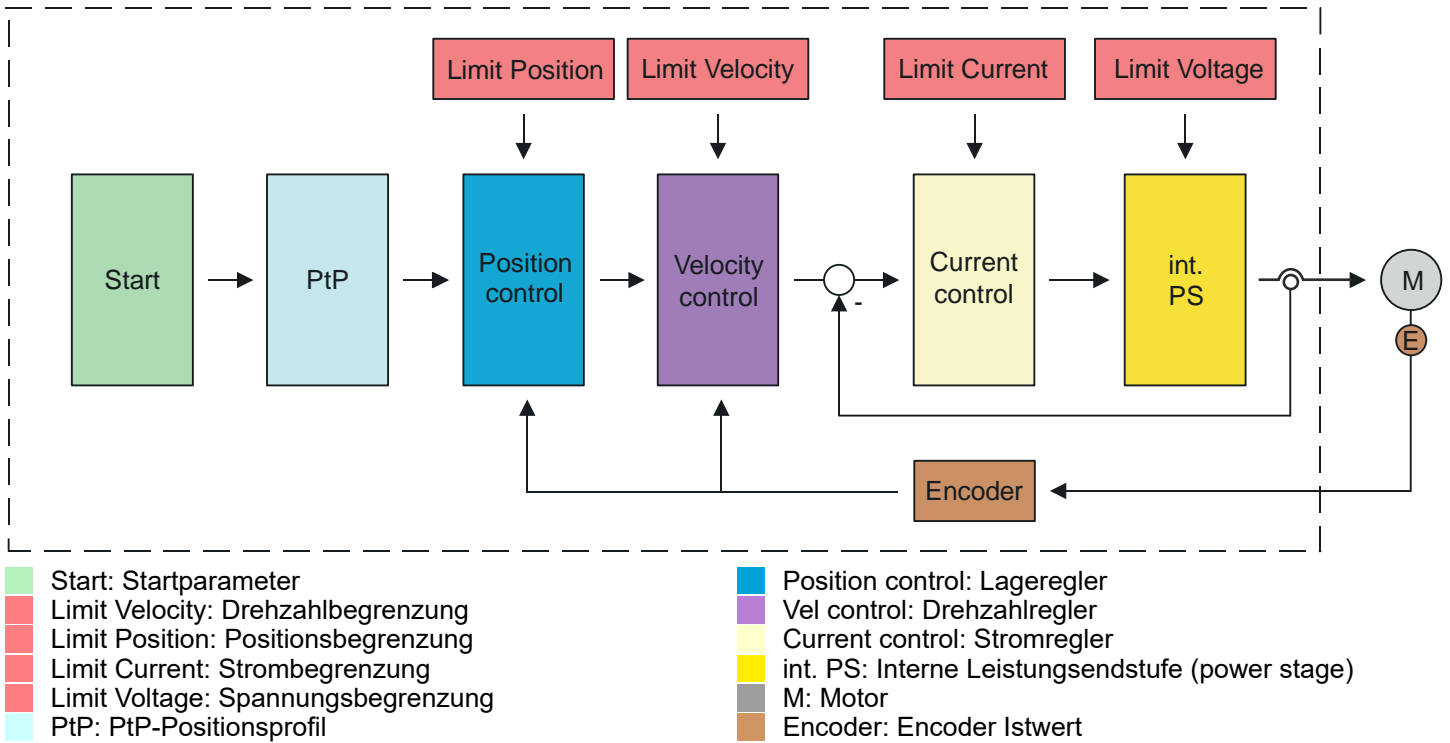 Limit Position
Limit Velocity
Limit Current
Limit Voltage
Start
PtP
Position
control
Velocity
control
-
Current
control
int.
PS
M
E
Encoder
Start: Startparameter
Limit Velocity: Drehzahlbegrenzung
Limit Position: Positionsbegrenzung
Limit Current: Strombegrenzung
Limit Voltage: Spannungsbegrenzung
PtP: PtP-Positionsprofil
Position control: Lageregler
Vel control: Drehzahlregler
Current control: Stromregler
int. PS: Interne Leistungsendstufe (power stage)
M: Motor
Encoder: Encoder Istwert